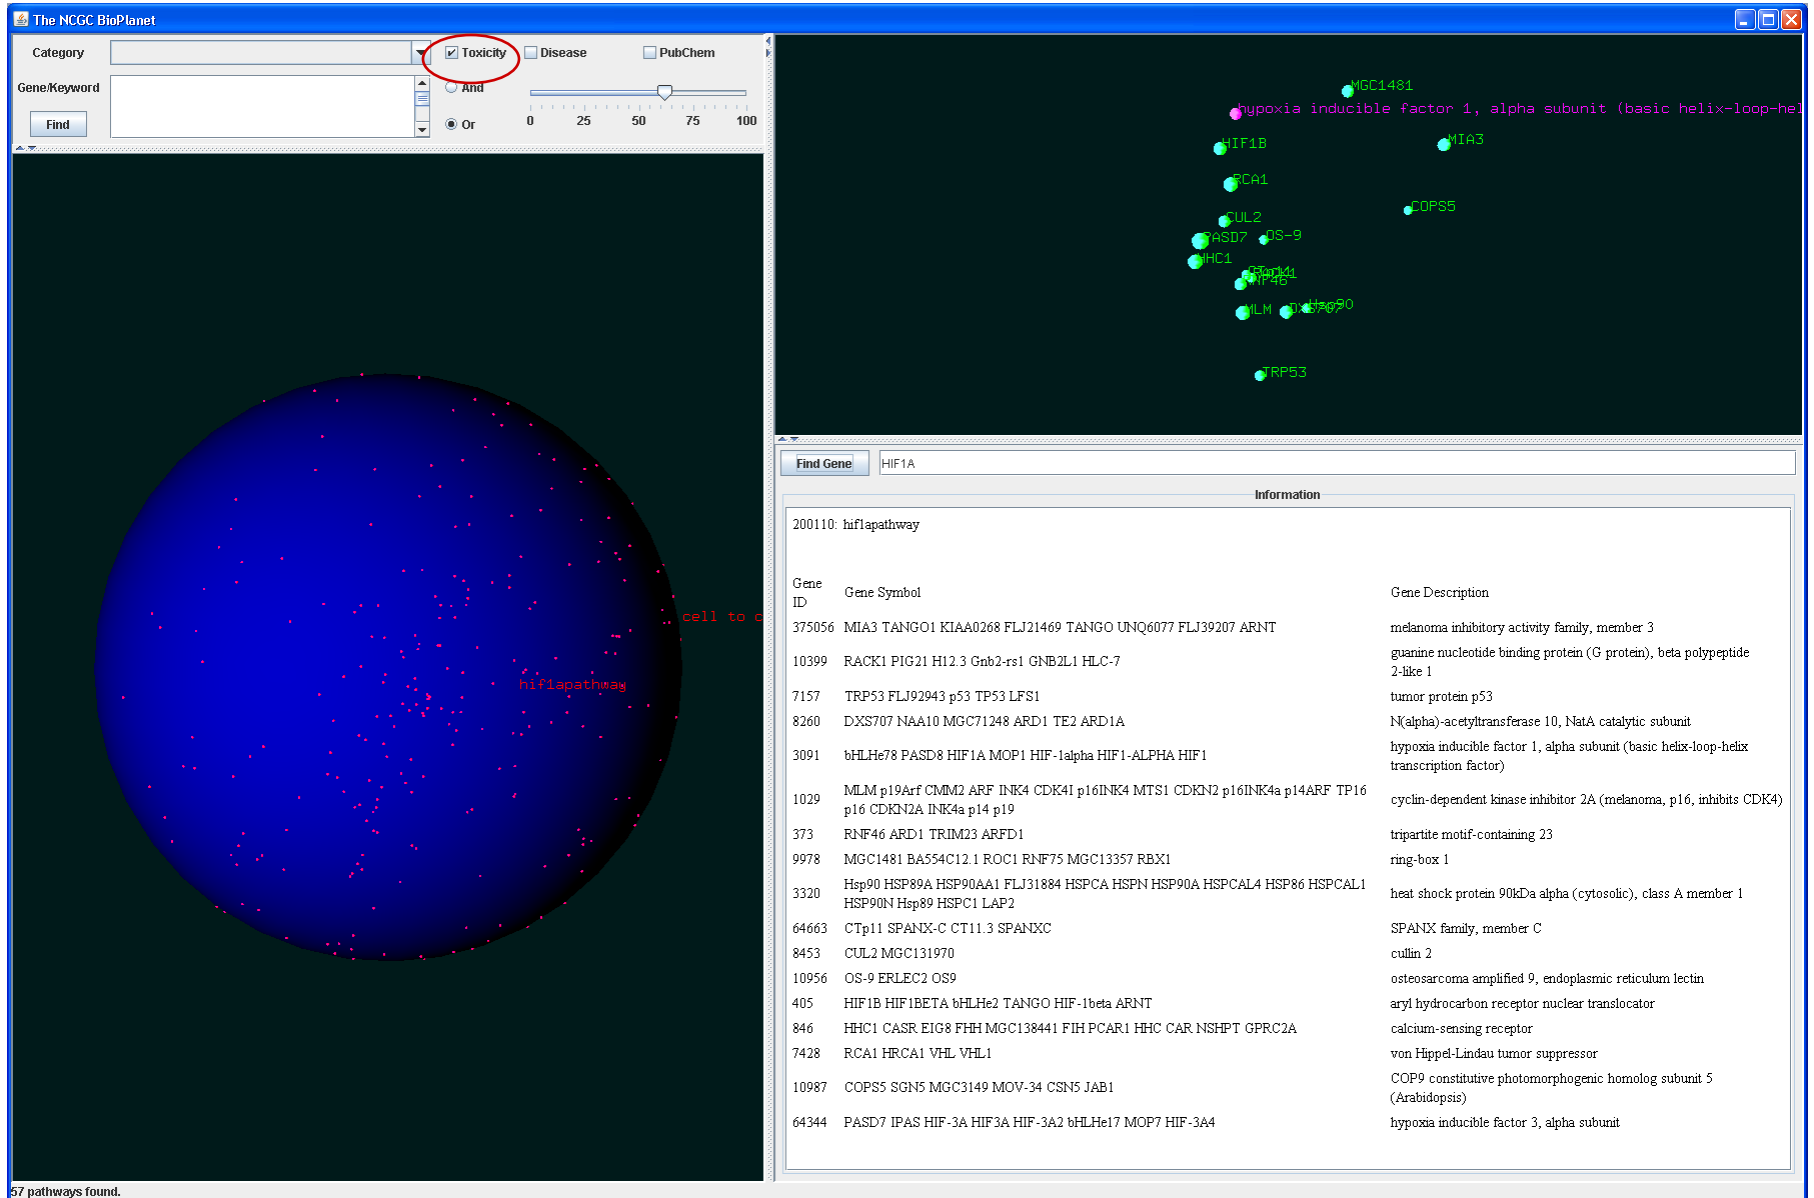 The NCGC BioPlanet
Category
Toxicity
Disease
PubChem
Gene/Keyword
And
Find
Or
0 25 50 75 100
cell to c
hif1apathway
MGC1481
hypoxia inducible factor 1, alpha subunit (basic helix-loop-hel
HIF1B
MIA3
RCA1
COPS5
CUL2
PASD7
OS-9
HHC1
MLM
Hsp90
TRP53
Find Gene
HIF1A
Information
200110: hif1apathway
Gene ID Gene Symbol Gene Description
375056 MIA3 TANGO1 KIAA0268 FLJ21469 TANGO UNQ6077 FLJ39207 ARNT melanoma inhibitory activity family, member 3
10399 RACK1 PIG21 H12.3 Gnb2-rs1 GNB2L1 HLC-7 guanine nucleotide binding protein (G protein), beta polypeptide
2-like 1
7157 TRP53 FLJ92943 p53 TP53 LFS1 tumor protein p53
8260 DXS707 NAA10 MGC71248 ARD1 TE2 ARD1A N(alpha)-acetyltransferase 10, NatA catalytic subunit
3091 bHLHe78 PASD8 HIF1A MOP1 HIF-1alpha HIF1-ALPHA HIF1 hypoxia inducible factor 1, alpha subunit (basic helix-loop-helix
transcription factor)
1029 MLM p19Arf CMM2 ARF INK4 CDK4I p16INK4 MTS1 CDKN2 p16INK4a p14ARF TP16
p16 CDKN2A INK4a p14 p19 cyclin-dependent kinase inhibitor 2A (melanoma, p16, inhibits CDK4)
373 RNF46 ARD1 TRIM23 ARFD1 tripartite motif-containing 23
9978 MGC1481 BA554C12.1 ROC1 RNF75 MGC13357 RBX1 ring-box 1
3320 Hsp90 HSP89A HSP90AA1 FLJ31884 HSPCA HSPN HSP90A HSPCAL4 HSP86 HSPCAL1
HSP90N Hsp89 HSPC1 LAP2 heat shock protein 90kDa alpha (cytosolic), class A member 1
64663 CTp11 SPANX-C CT11.3 SPANXC SPANX family, member C
8453 CUL2 MGC131970 cullin 2
10956 OS-9 ERLEC2 OS9 osteosarcoma amplified 9, endoplasmic reticulum lectin
405 HIF1B HIF1BETA bHLHe2 TANGO HIF-1beta ARNT aryl hydrocarbon receptor nuclear translocator
846 HHC1 CASR EIG8 FHH MGC138441 FIH PCAR1 HHC CAR NSHPT GPRC2A calcium-sensing receptor
7428 RCA1 HRCA1 VHL VHL1 von Hippel-Lindau tumor suppressor
10987 COPS5 SGN5 MGC3149 MOV-34 CSN5 JAB1 COP9 constitutive photomorphogenic homolog subunit 5
(Arabidopsis)
64344 PASD7 IPAS HIF-3A HIF3A HIF-3A2 bHLHe17 MOP7 HIF-3A4 hypoxia inducible factor 3, alpha subunit
57 pathways found.